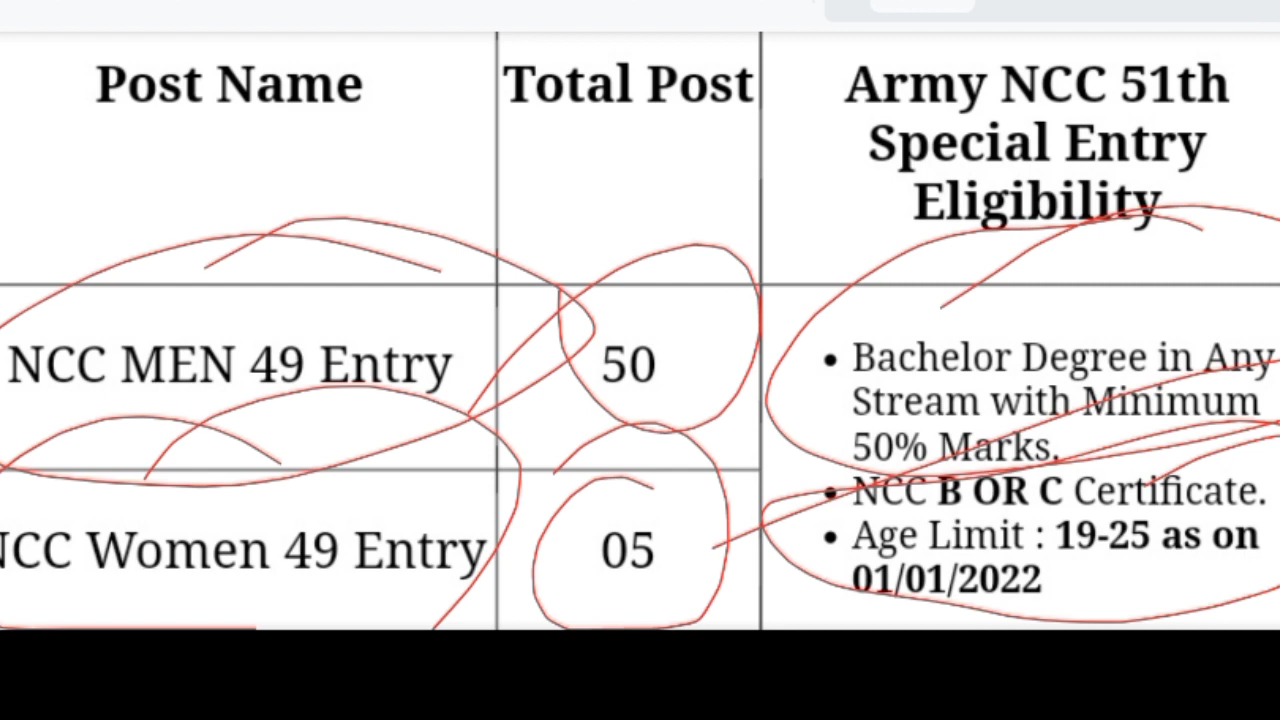 Post Name
Total Post
Army NCC 51th
Special Entry
Eligibility
NCC MEN 49 Entry
50
• Bachelor Degree in Any
Stream with Minimum
50% Marks.
• NCC B OR C Certificate.
• Age Limit : 19-25 as on
01/01/2022
NCC Women 49 Entry
05